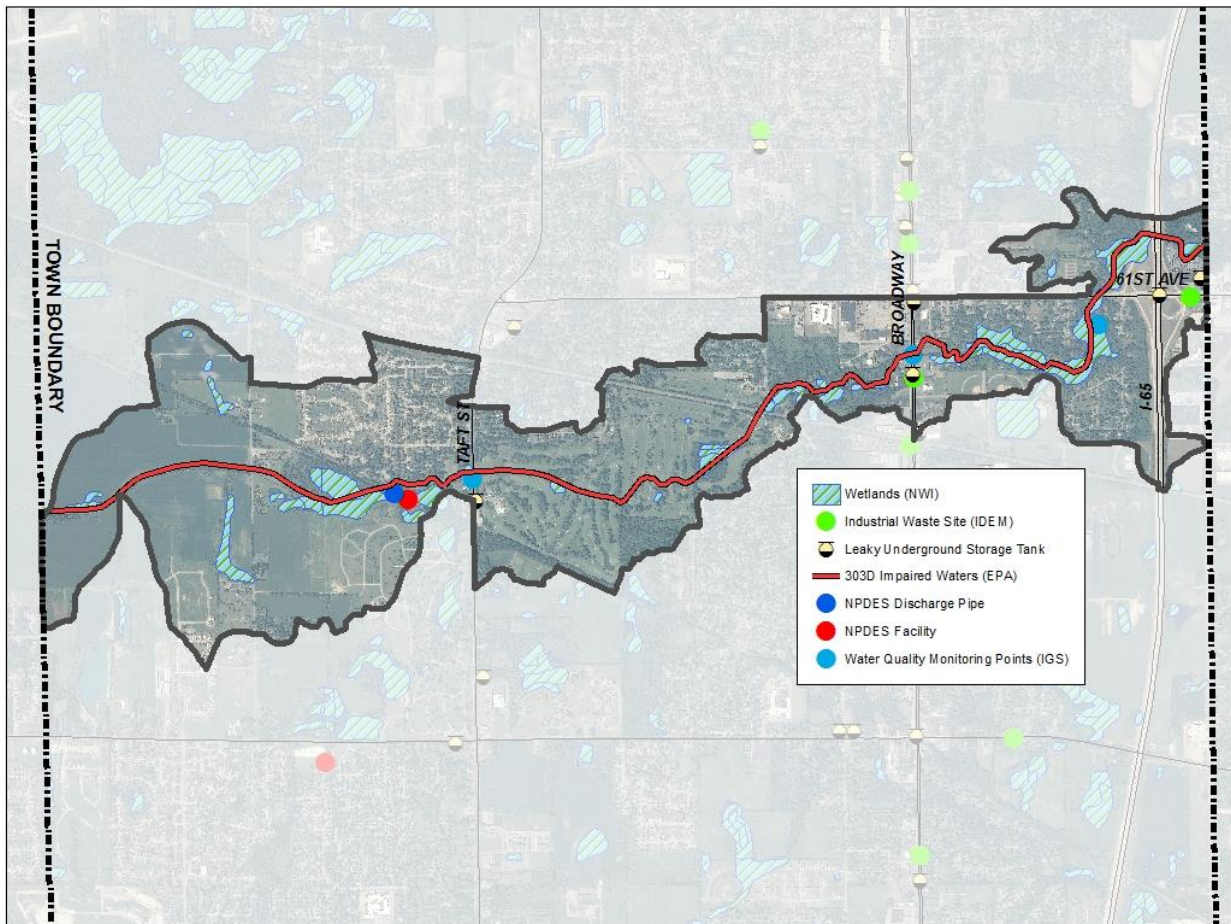 TOWN BOUNDARY
TAFT ST
BROADWAY
61ST AVE
I-65
Wetlands (NWI)
Industrial Waste Site (IDEM)
Leaky Underground Storage Tank
303D Impaired Waters (EPA)
NPDES Discharge Pipe
NPDES Facility
Water Quality Monitoring Points (IGS)